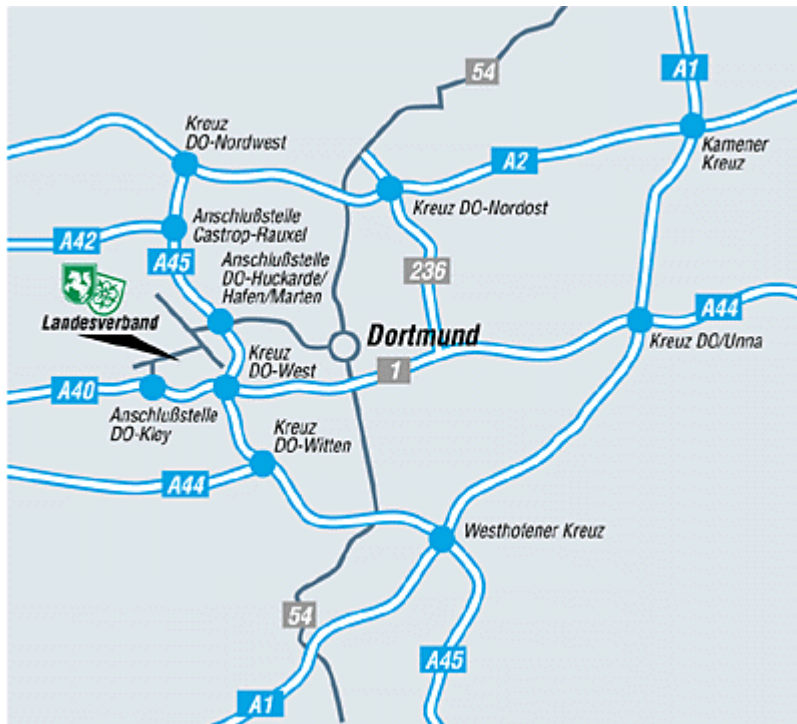 54
A1
Kreuz
DO-Nordwest
A2
Kamener
Kreuz
Kreuz DO-Nordost
Anschlußstelle
Castrop-Rauxel
A42
A45
Anschlußstelle
DO-Huckarde/
Hafen/Marten
236
Landesverband
Dortmund
A44
Kreuz DO/Unna
Kreuz
DO-West
1
A40
Anschlußstelle
DO-Kley
Kreuz
DO-Witten
A44
Westhofener Kreuz
54
A45
A1